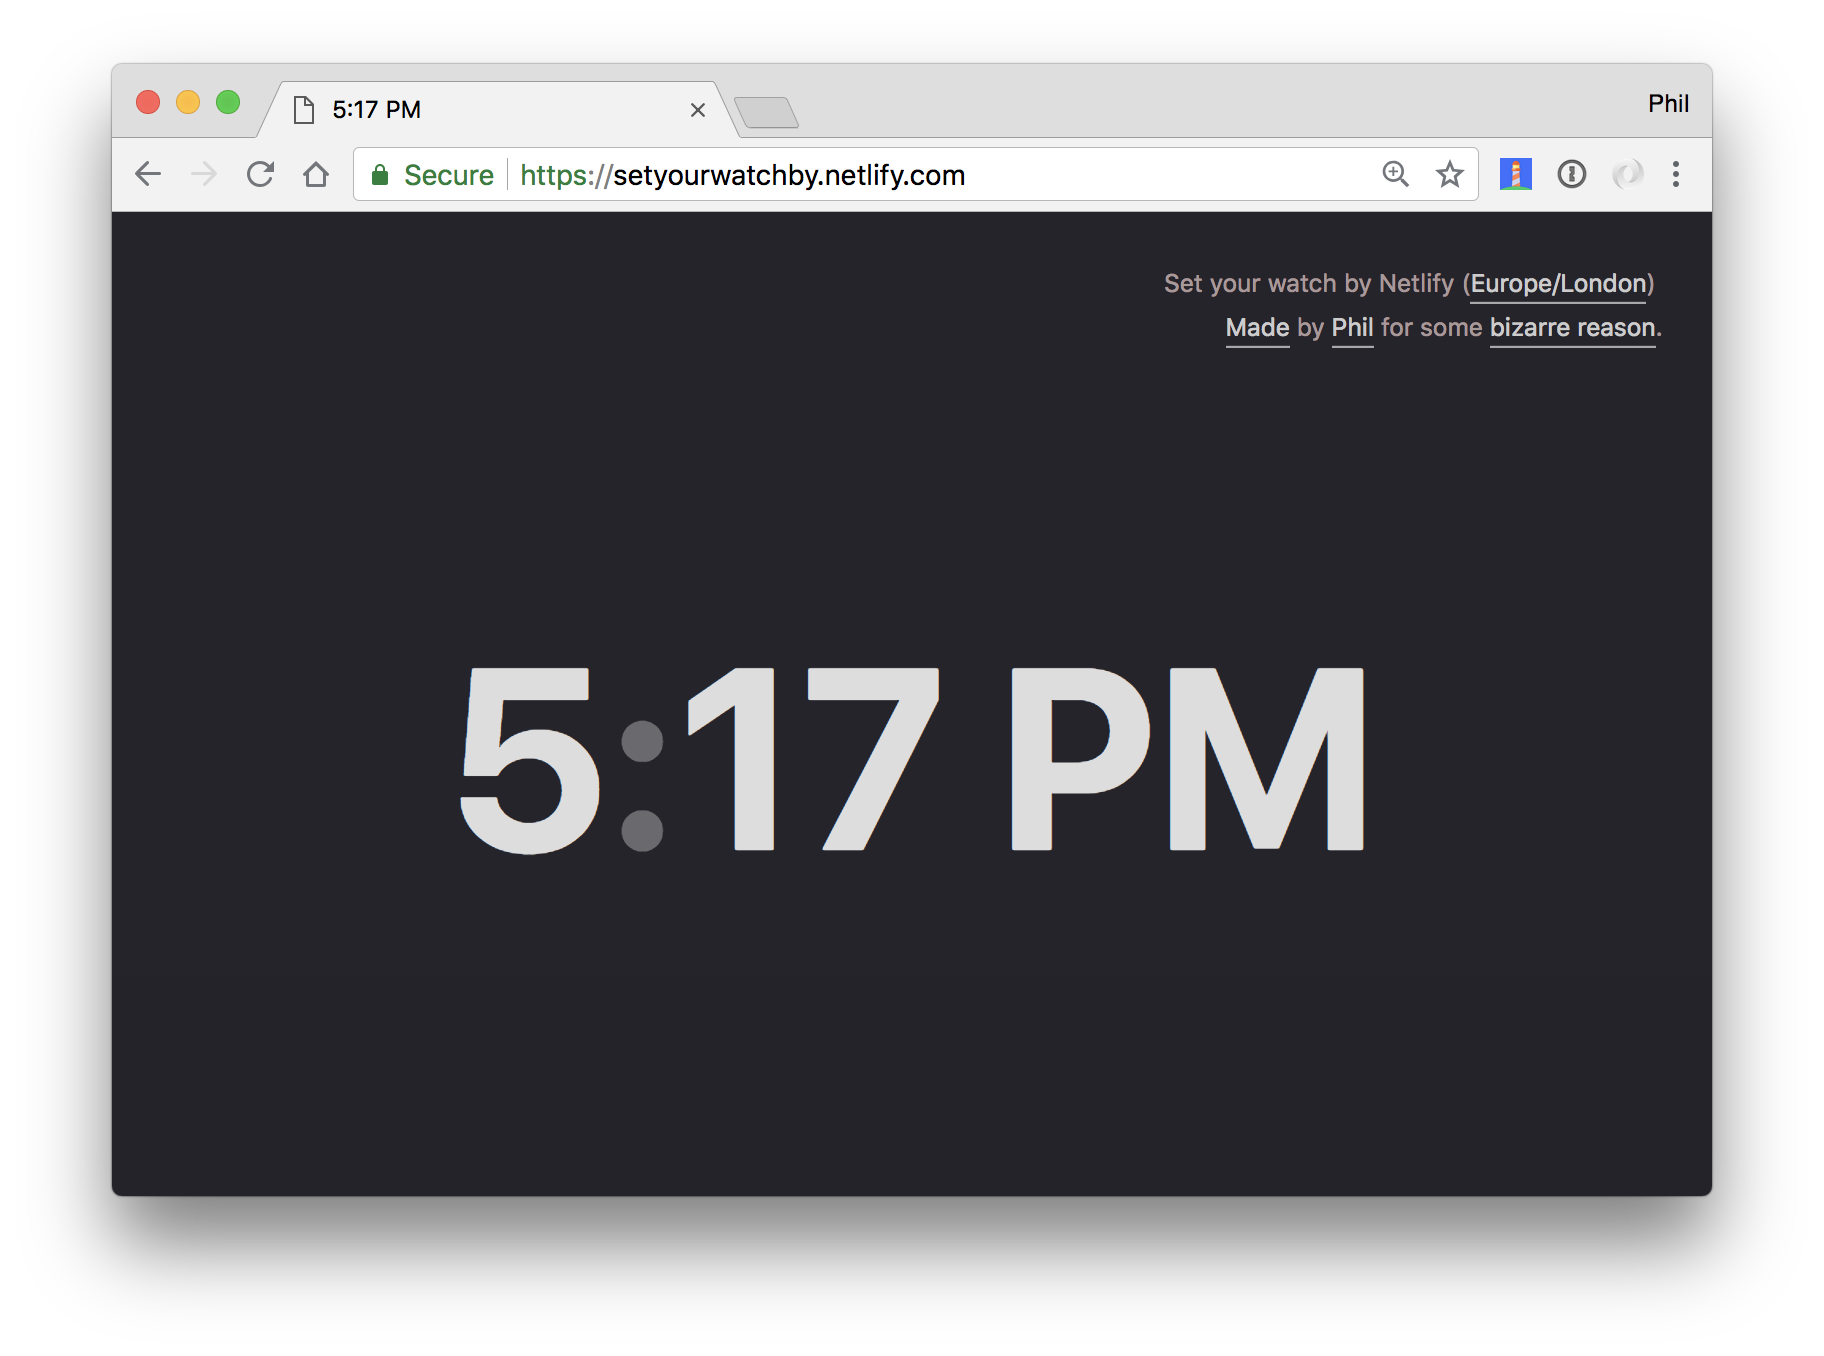 5:17 PM
Phil
Secure https://setyourwatchby.netlify.com
Set your watch by Netlify (Europe/London)
Made by Phil for some bizarre reason.
5:17 PM